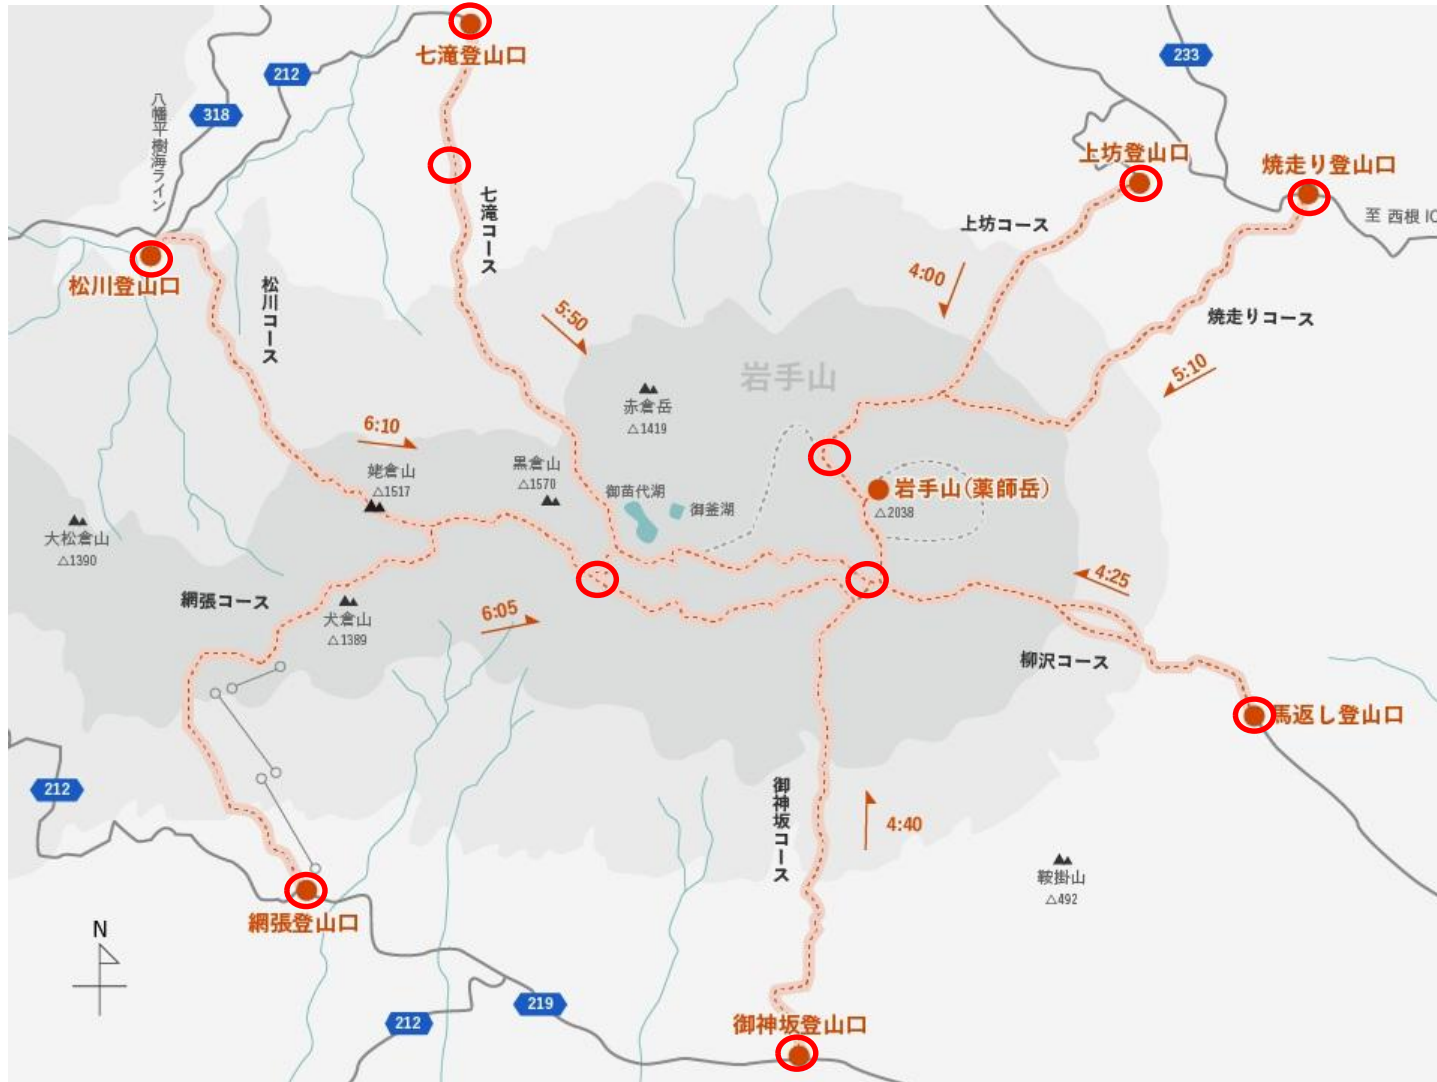 七滝登山口
212
233
318
八幡平樹海ライン
上坊登山口
焼走り登山口
至 西根 IC
七滝コース
上坊コース
松川登山口
松川コース
4:00
焼走りコース
5:50
5:10
岩手山
赤倉岳
△1419
6:10
姥倉山
△1517
黒倉山
△1570
御苗代湖
御釜湖
岩手山(薬師岳)
△2038
大松倉山
△1390
4:25
網張コース
犬倉山
△1389
6:05
柳沢コース
馬返し登山口
212
御神坂コース
4:40
鞍掛山
△492
網張登山口
N
219
212
御神坂登山口